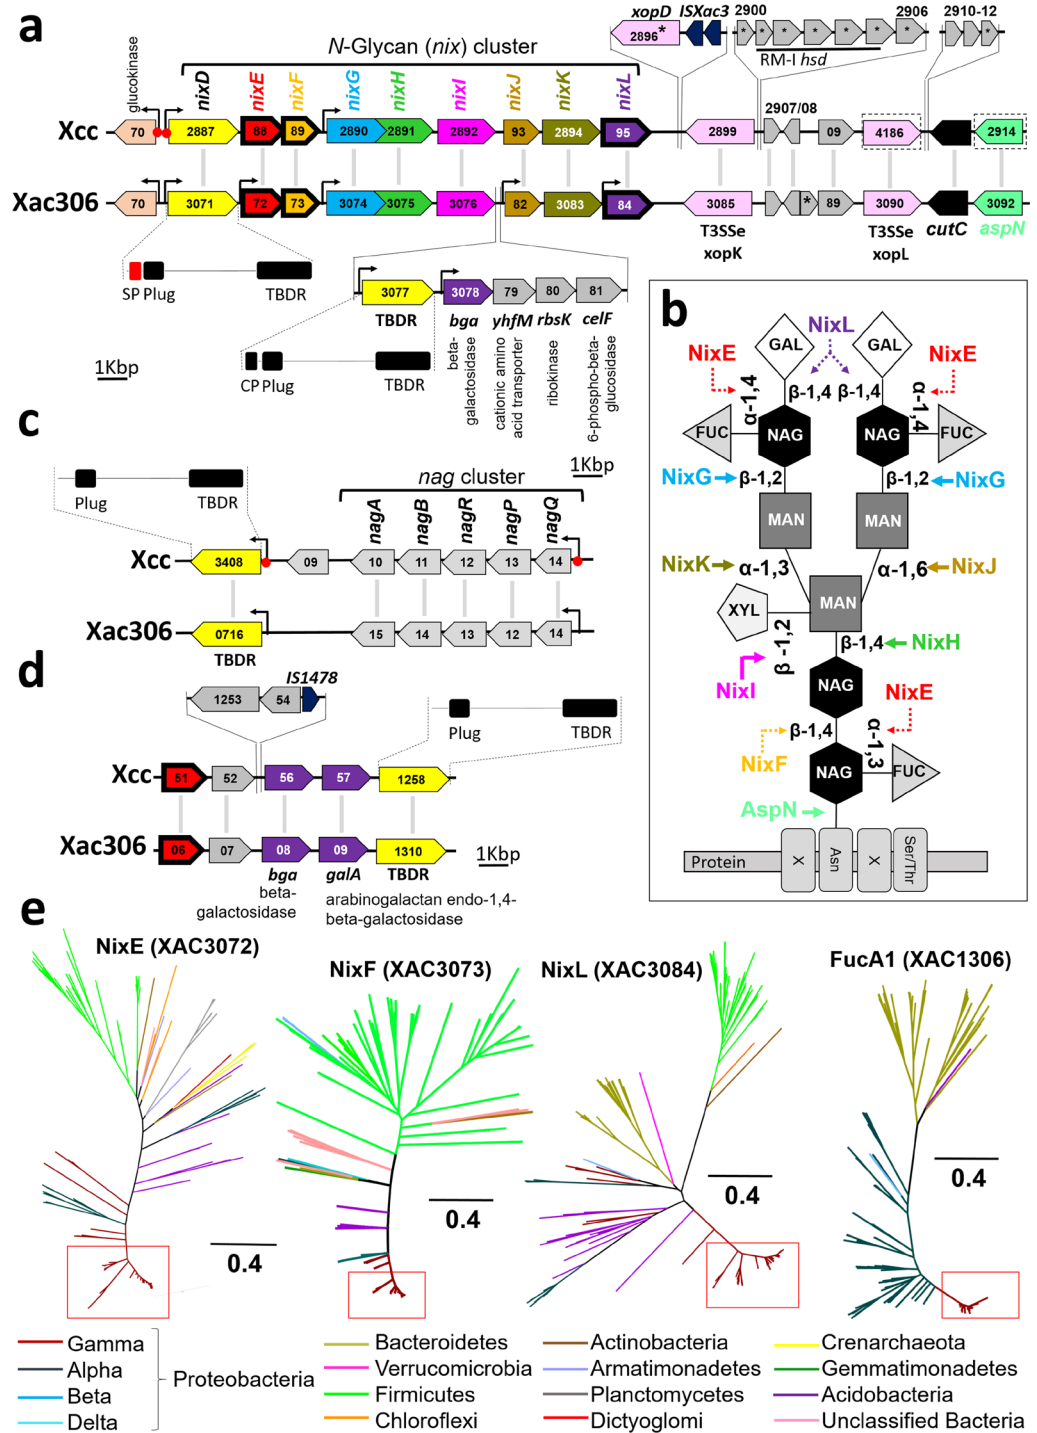 a
xopD
ISXac3
2900
2906
2910-12
2896*
*
*
*
*
*
*
*
RM-I hsd
N-Glycan (nix) cluster
glucokinase
nixD
nixE
nixF
nixG
nixH
nixI
nixJ
nixK
nixL
2907/08
Xcc
70
2887
88
89
2890
2891
2892
93
2894
95
2899
09
4186
2914
Xac306
70
3071
72
73
3074
3075
3076
82
3083
84
3085
*
89
3090
3092
T3SSe
xopK
T3SSe
xopL
cutC
aspN
SP Plug
TBDR
3077
3078
79
80
81
TBDR
bga
yhfM
rbsK
celF
CP Plug
TBDR
beta-
galactosidase
cationic amino
acid transporter
ribokinase
6-phospho-beta-
glucosidase
1Kbp
b
NixL
GAL
GAL
NixE
NixE
α-1,4
β-1,4
β-1,4
α-1,4
FUC
NAG
NAG
FUC
NixG
β-1,2
β-1,2
NixG
MAN
MAN
NixK
α-1,3
α-1,6
NixJ
XYL
MAN
β -1,2
β-1,4
NixH
NixI
NAG
NixE
β-1,4
α-1,3
NixF
NAG
FUC
AspN
Protein
X
Asn
X
Ser/Thr
c
1Kbp
Plug
TBDR
nag cluster
nagA
nagB
nagR
nagP
nagQ
Xcc
3408
09
10
11
12
13
14
Xac306
0716
15
14
13
12
14
TBDR
d
IS1478
1253
54
Plug
TBDR
Xcc
51
52
56
57
1258
Xac306
06
07
08
09
1310
1Kbp
bga
galA
TBDR
beta-
galactosidase
arabinogalactan endo-1,4-
beta-galactosidase
e
NixE (XAC3072)
NixF (XAC3073)
NixL (XAC3084)
FucA1 (XAC1306)
0.4
0.4
0.4
0.4
Gamma
Alpha
Beta
Delta
Proteobacteria
Bacteroidetes
Verrucomicrobia
Firmicutes
Chloroflexi
Actinobacteria
Armatimonadetes
Planctomycetes
Dictyoglomi
Crenarchaeota
Gemmatimonadetes
Acidobacteria
Unclassified Bacteria